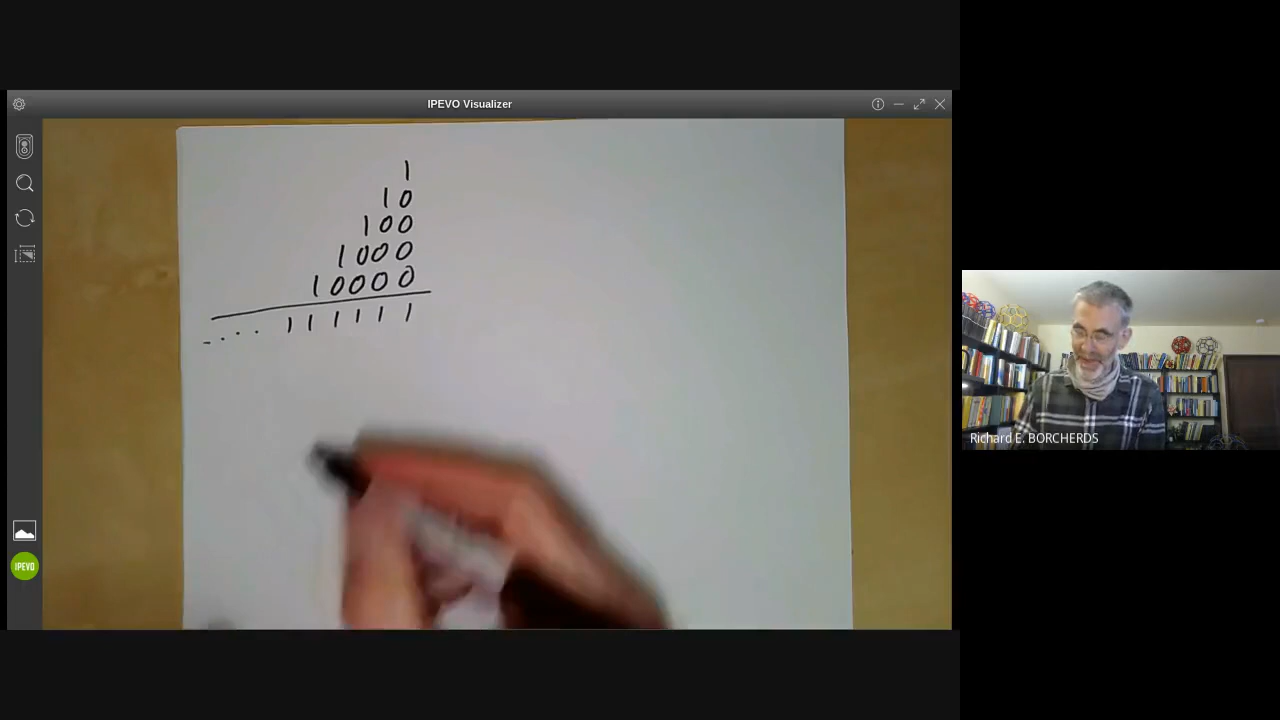 IPEVO Visualizer
1
10
100
1000
10000
.... 111111
IPEVO
Richard E. BORCHERDS